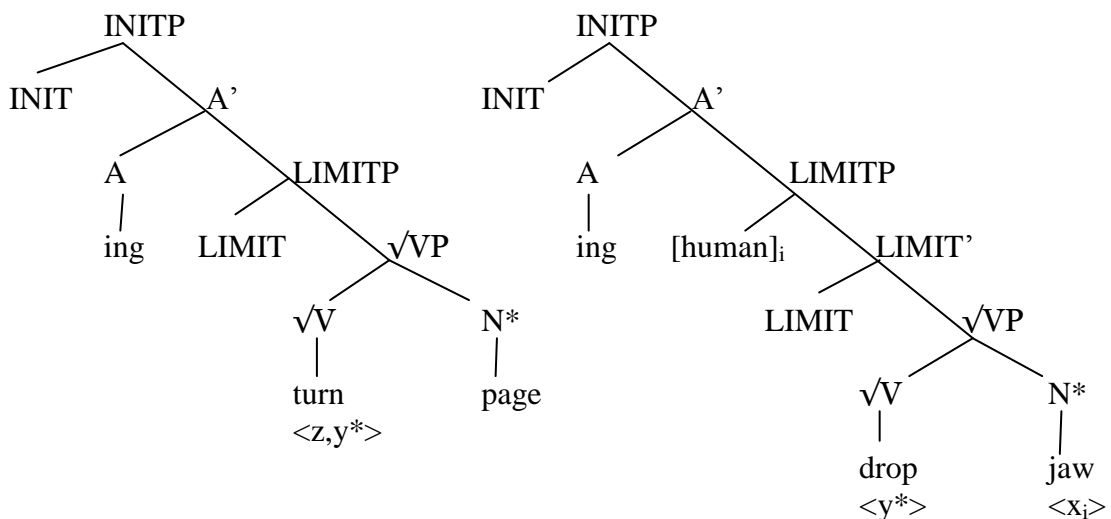 INITP INITP
INIT A’ INIT A’
A LIMITP A LIMITP
ing LIMIT √VP ing [human]i LIMIT’
√V N* LIMIT √VP
turn page √V N*
<z,y*>
drop jaw
<y*> <xi>